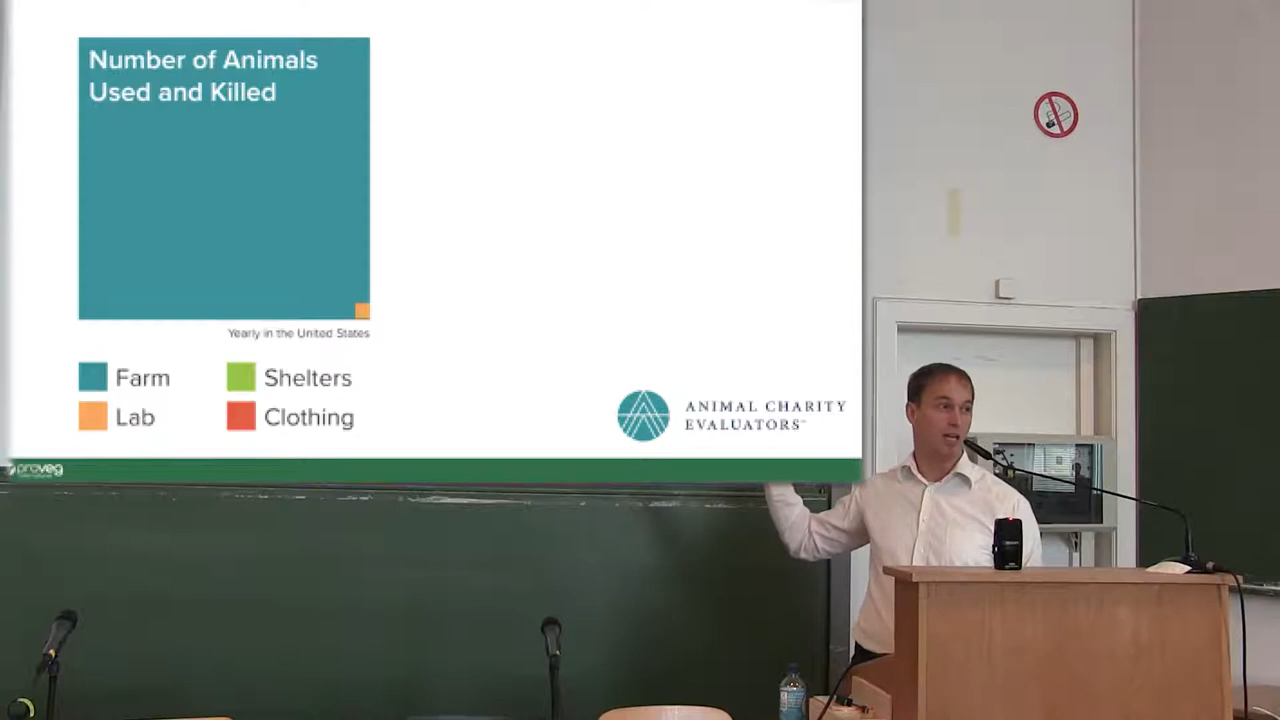 Number of Animals
Used and Killed
Yearly in the United States
Farm
Shelters
Lab
Clothing
ANIMAL CHARITY
EVALUATORS™
proveg